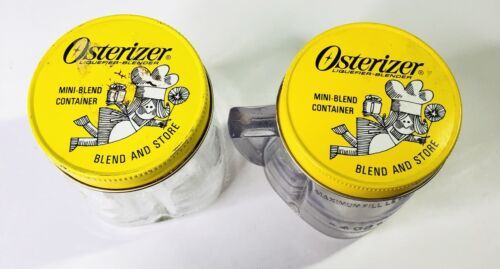 Osterizer®
LIQUEFIER-BLENDER
MINI-BLEND
CONTAINER
BLEND AND STORE
Osterizer®
LIQUEFIER-BLENDER
MINI-BLEND
CONTAINER
BLEND AND STORE
MAXIMUM FILL